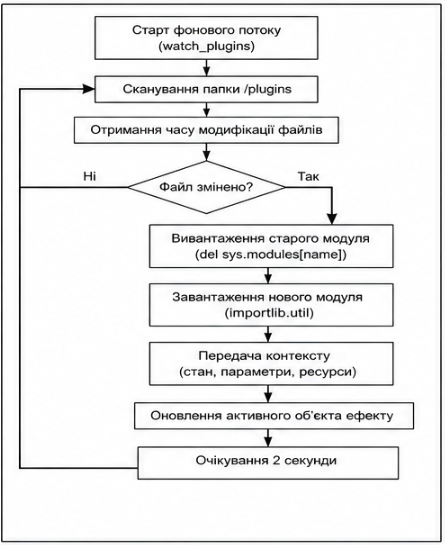 Старт фонового потоку
(watch_plugins)
Сканування папки /plugins
Отримання часу модифікації файлів
Ні
Файл змінено?
Так
Вивантаження старого модуля
(del sys.modules[name])
Завантаження нового модуля
(importlib.util)
Передача контексту
(стан, параметри, ресурси)
Оновлення активного об'єкта ефекту
Очікування 2 секунди